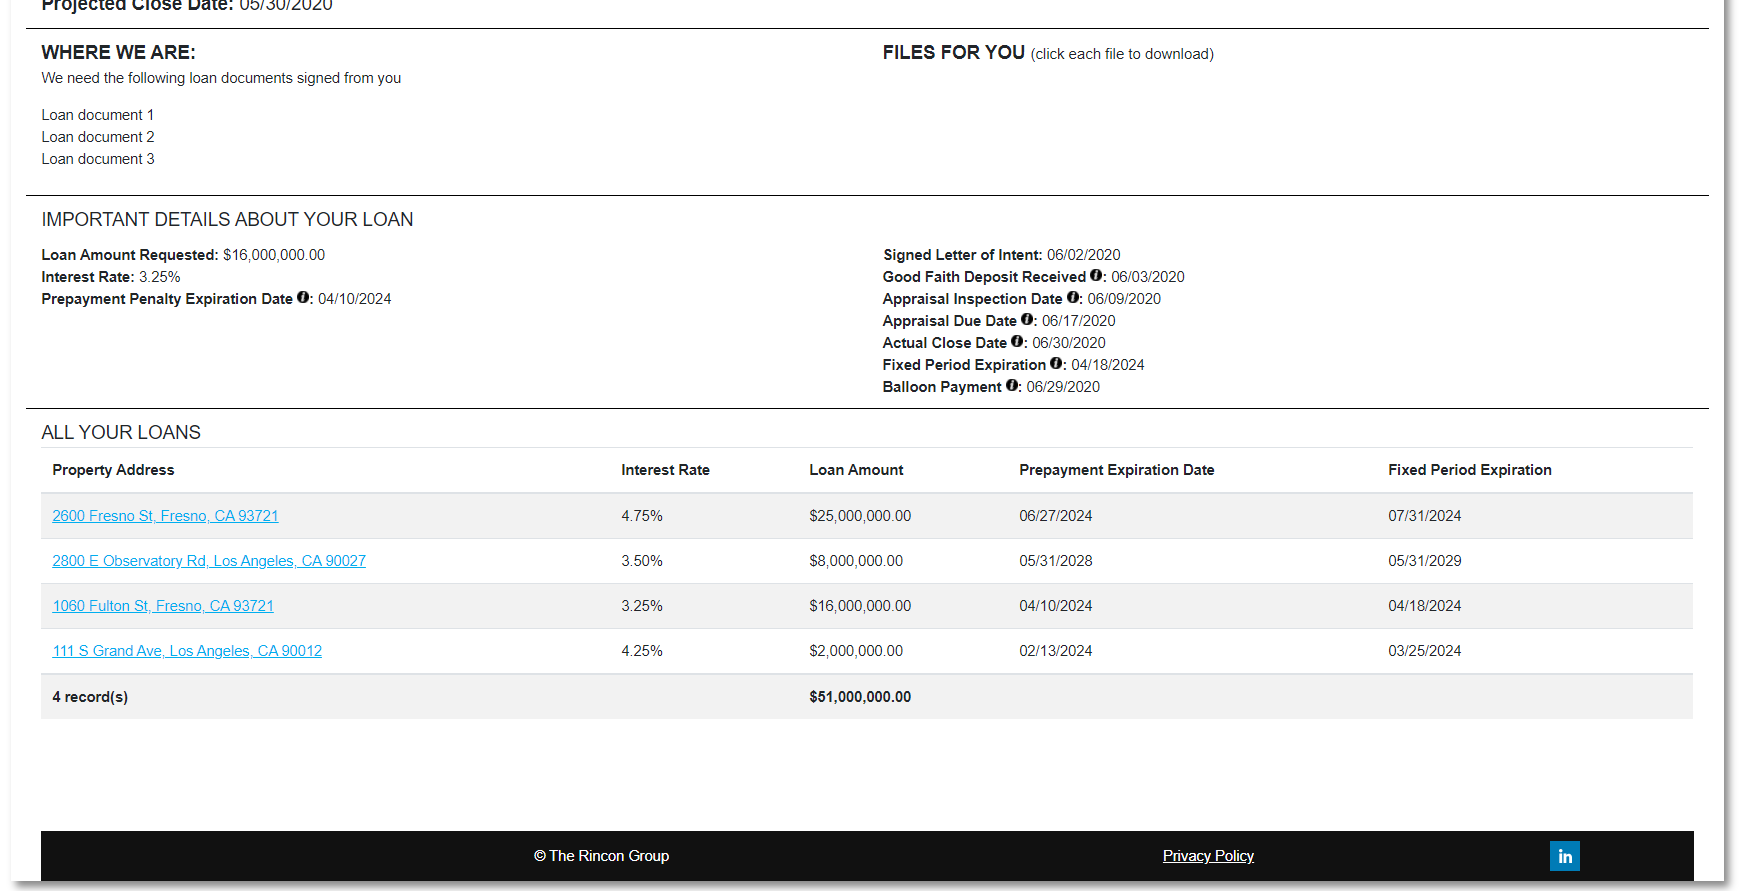 Projected Close Date: 05/30/2020
WHERE WE ARE:
We need the following loan documents signed from you
Loan document 1
Loan document 2
Loan document 3
FILES FOR YOU (click each file to download)
IMPORTANT DETAILS ABOUT YOUR LOAN
Loan Amount Requested: $16,000,000.00
Interest Rate: 3.25%
Prepayment Penalty Expiration Date i: 04/10/2024
Signed Letter of Intent: 06/02/2020
Good Faith Deposit Received i: 06/03/2020
Appraisal Inspection Date i: 06/09/2020
Appraisal Due Date i: 06/17/2020
Actual Close Date i: 06/30/2020
Fixed Period Expiration i: 04/18/2024
Balloon Payment i: 06/29/2020
ALL YOUR LOANS
Property Address Interest Rate Loan Amount Prepayment Expiration Date Fixed Period Expiration
2600 Fresno St, Fresno, CA 93721 4.75% $25,000,000.00 06/27/2024 07/31/2024
2800 E Observatory Rd, Los Angeles, CA 90027 3.50% $8,000,000.00 05/31/2028 05/31/2029
1060 Fulton St, Fresno, CA 93721 3.25% $16,000,000.00 04/10/2024 04/18/2024
111 S Grand Ave, Los Angeles, CA 90012 4.25% $2,000,000.00 02/13/2024 03/25/2024
4 record(s) $51,000,000.00
© The Rincon Group Privacy Policy in